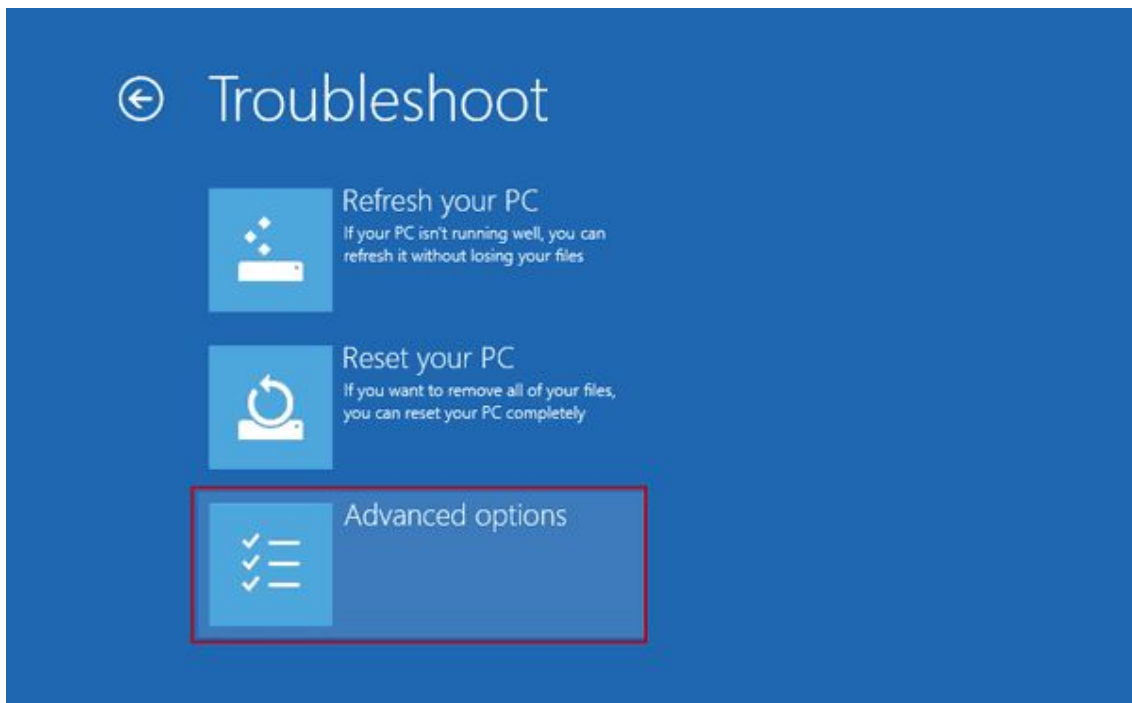 Troubleshoot
Refresh your PC
If your PC isn't running well, you can
refresh it without losing your files
Reset your PC
If you want to remove all of your files,
you can reset your PC completely
Advanced options